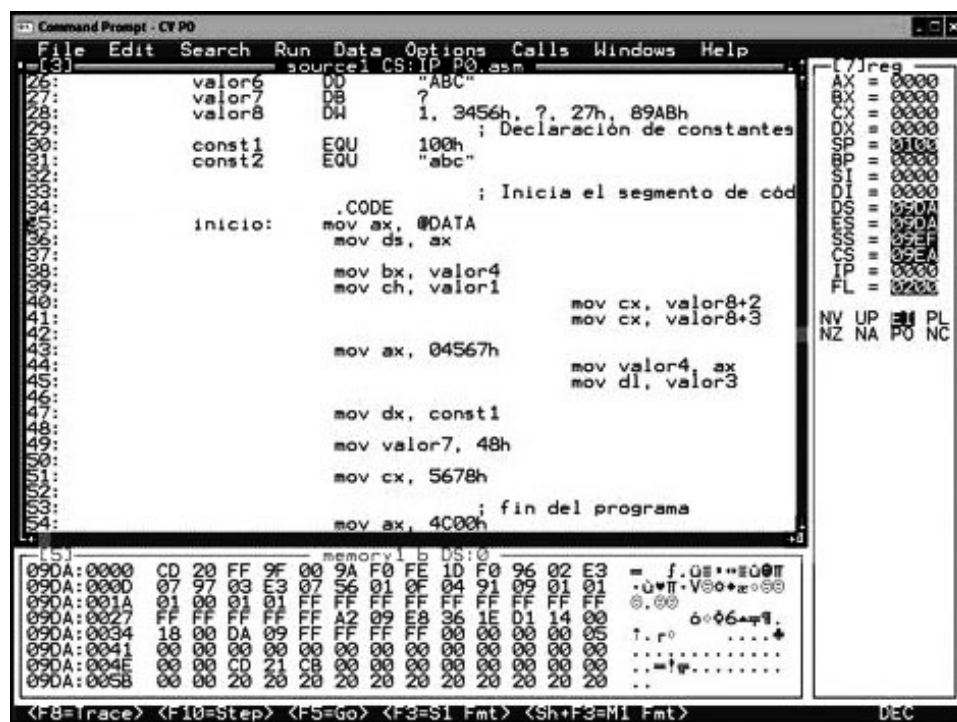 Command Prompt - CV P0
File Edit Search Run Data Options Calls Windows Help
[3] source1 CS:IP P0.asm
26: valor6 DD "ABC"
27: valor7 DB ?
28: valor8 DW 1, 3456h, ?, 27h, 89ABh
29: ; Declaración de constantes
30: const1 EQU 100h
31: const2 EQU "abc"
32:
33: ; Inicia el segmento de cód
34: .CODE
35: inicio: mov ax, @DATA
36: mov ds, ax
37:
38: mov bx, valor4
39: mov ch, valor1
40: mov cx, valor8+2
41: mov cx, valor8+3
42:
43: mov ax, 04567h
44: mov valor4, ax
45: mov dl, valor3
46:
47: mov dx, const1
48:
49: mov valor7, 48h
50:
51: mov cx, 5678h
52:
53: ; fin del programa
54: mov ax, 4C00h
[7]reg
AX = 0000
BX = 0000
CX = 0000
DX = 0000
SP = 0100
BP = 0000
SI = 0000
DI = 0000
DS = 09DA
ES = 09DA
SS = 09EF
CS = 09EA
IP = 0000
FL = 0200
NV UP EI PL
NZ NA PO NC
[5] memory1 b DS:0
09DA:0000 CD 20 FF 9F 00 9A F0 FE 1D F0 96 02 E3
09DA:000D 07 97 03 E3 07 56 01 0F 04 91 09 01 01
09DA:001A 01 00 01 01 FF FF FF FF FF FF FF FF FF
09DA:0027 FF FF FF FF FF A2 09 E8 36 1E D1 14 00
09DA:0034 18 00 DA 09 FF FF FF FF 00 00 00 00 05
09DA:0041 00 00 00 00 00 00 00 00 00 00 00 00 00
09DA:004E 00 00 CD 21 CB 00 00 00 00 00 00 00 00
09DA:005B 00 00 20 20 20 20 20 20 20 20 20 20 20
<F8=Trace> <F10=Step> <F5=Go> <F3=S1 Fmt> <Sh+F3=M1 Fmt> DEC